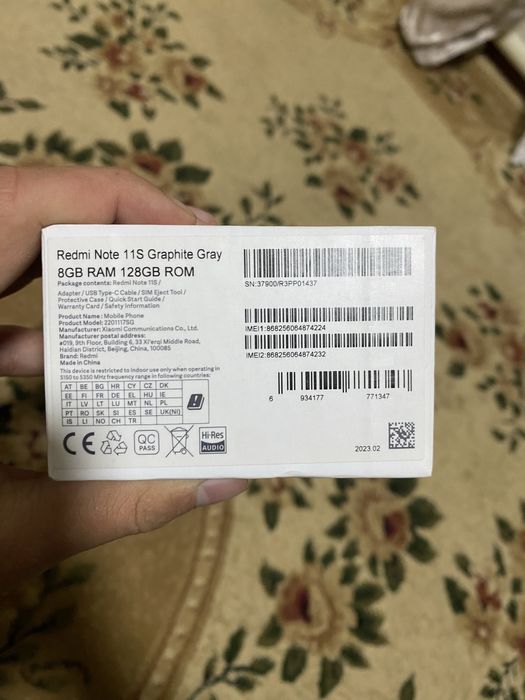 Redmi Note 11S Graphite Gray
8GB RAM 128GB ROM
Package contents: Redmi Note 11S /
Adapter / USB Type-C Cable / SIM Eject Tool /
Protective Case / Quick Start Guide /
Warranty Card / Safety Information
Product Name : Mobile Phone
Product Model : 2201117SG
Manufacturer: Xiaomi Communications Co., Ltd.
Manufacturer postal address:
#019, 9th Floor, Building 6, 33 Xi'erqi Middle Road,
Haidian District, Beijing, China, 100085
Brand: Redmi
Made in China
This device is restricted to indoor use only when operating in
5150 to 5350 MHz frequency range in following countries:
AT BE BG HR CY CZ DK
EE FI FR DE EL HU IE
IT LV LT LU MT NL PL
PT RO SK SI ES SE UK(NI)
IS LI NO CH TR
CE
QC
PASS
Hi-Res
AUDIO
SN:37900/R3PP01437
IMEI1:868256064874224
IMEI2:868256064874232
6 934177 771347
2023.02